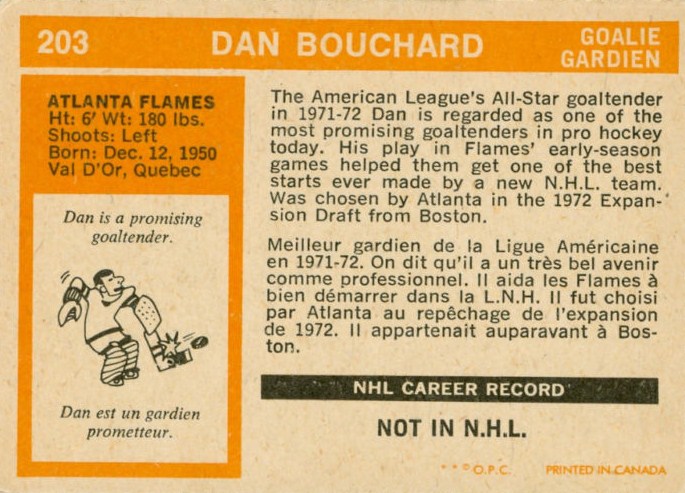 203
DAN BOUCHARD
GOALIE
GARDIEN
ATLANTA FLAMES
Ht: 6' Wt: 180 lbs.
Shoots: Left
Born: Dec. 12, 1950
Val D'Or, Quebec
Dan is a promising
goaltender.
Dan est un gardien
prometteur.
The American League's All-Star goaltender
in 1971-72 Dan is regarded as one of the
most promising goaltenders in pro hockey
today. His play in Flames' early-season
games helped them get one of the best
starts ever made by a new N.H.L. team.
Was chosen by Atlanta in the 1972 Expan-
sion Draft from Boston.
Meilleur gardien de la Ligue Américaine
en 1971-72. On dit qu'il a un très bel avenir
comme professionnel. Il aida les Flames à
bien démarrer dans la L.N.H. Il fut choisi
par Atlanta au repêchage de l'expansion
de 1972. Il appartenait auparavant à Bos-
ton.
NHL CAREER RECORD
NOT IN N.H.L.
* * © O.P.C. PRINTED IN CANADA